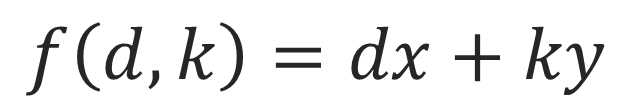 f(d, k) = dx + ky